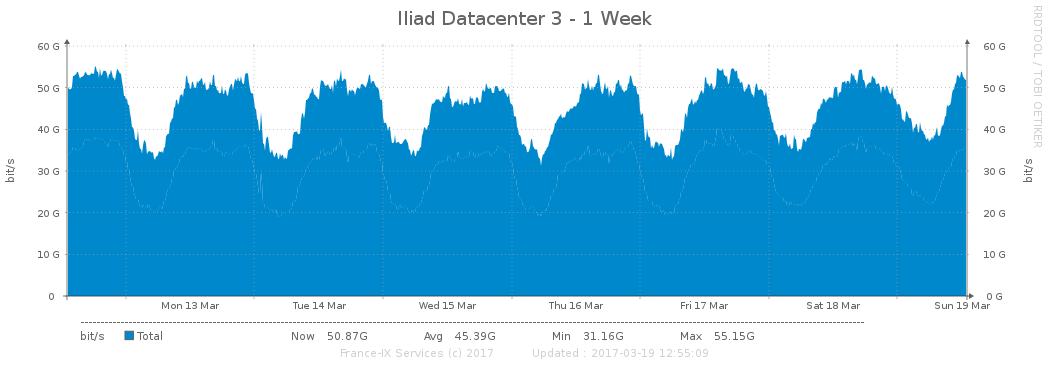 Iliad Datacenter 3 - 1 Week
RRDTOOL / TOBI OETIKER
bit/s
60 G
50 G
40 G
30 G
20 G
10 G
0
60 G
50 G
40 G
30 G
20 G
10 G
0 G
bit/s
Mon 13 Mar Tue 14 Mar Wed 15 Mar Thu 16 Mar Fri 17 Mar Sat 18 Mar Sun 19 Mar
bit/s Total Now 50.87G Avg 45.39G Min 31.16G Max 55.15G
France-IX Services (c) 2017 Updated : 2017-03-19 12:55:09